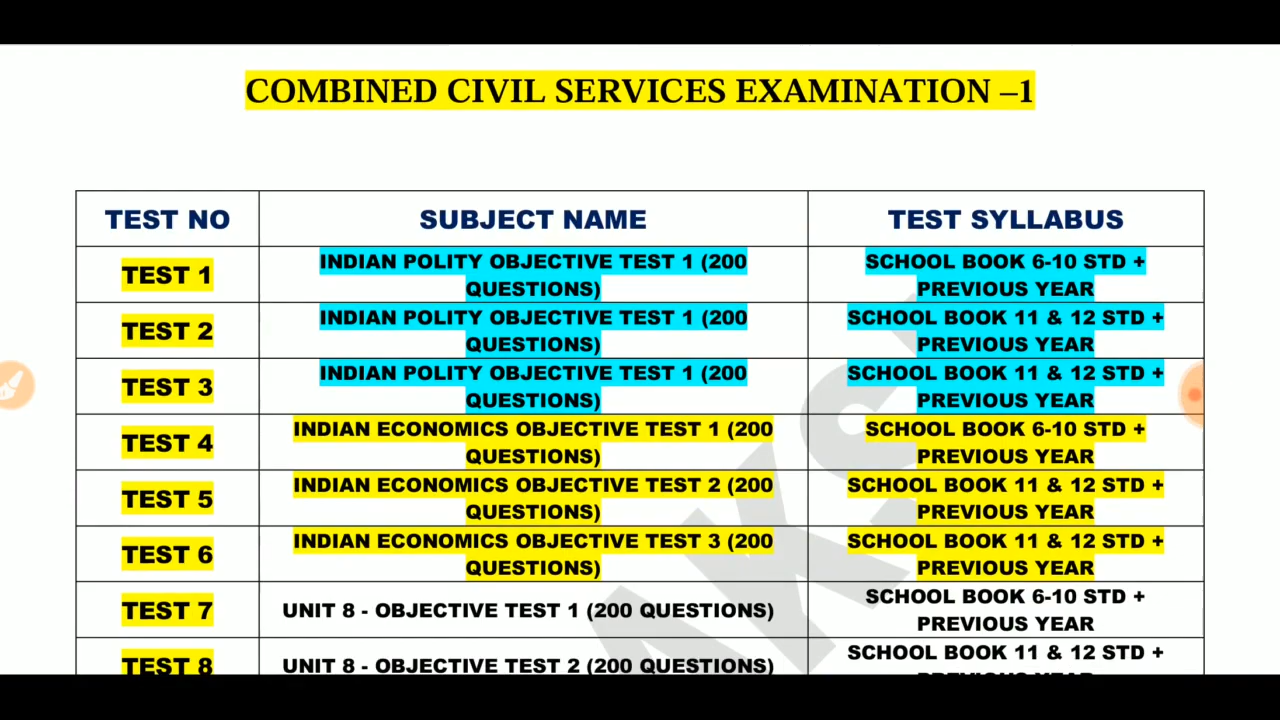 COMBINED CIVIL SERVICES EXAMINATION –1
TEST NO
SUBJECT NAME
TEST SYLLABUS
TEST 1
INDIAN POLITY OBJECTIVE TEST 1 (200
QUESTIONS)
SCHOOL BOOK 6-10 STD +
PREVIOUS YEAR
TEST 2
INDIAN POLITY OBJECTIVE TEST 1 (200
QUESTIONS)
SCHOOL BOOK 11 & 12 STD +
PREVIOUS YEAR
TEST 3
INDIAN POLITY OBJECTIVE TEST 1 (200
QUESTIONS)
SCHOOL BOOK 11 & 12 STD +
PREVIOUS YEAR
TEST 4
INDIAN ECONOMICS OBJECTIVE TEST 1 (200
QUESTIONS)
SCHOOL BOOK 6-10 STD +
PREVIOUS YEAR
TEST 5
INDIAN ECONOMICS OBJECTIVE TEST 2 (200
QUESTIONS)
SCHOOL BOOK 11 & 12 STD +
PREVIOUS YEAR
TEST 6
INDIAN ECONOMICS OBJECTIVE TEST 3 (200
QUESTIONS)
SCHOOL BOOK 11 & 12 STD +
PREVIOUS YEAR
TEST 7
UNIT 8 - OBJECTIVE TEST 1 (200 QUESTIONS)
SCHOOL BOOK 6-10 STD +
PREVIOUS YEAR
TEST 8
UNIT 8 - OBJECTIVE TEST 2 (200 QUESTIONS)
SCHOOL BOOK 11 & 12 STD +